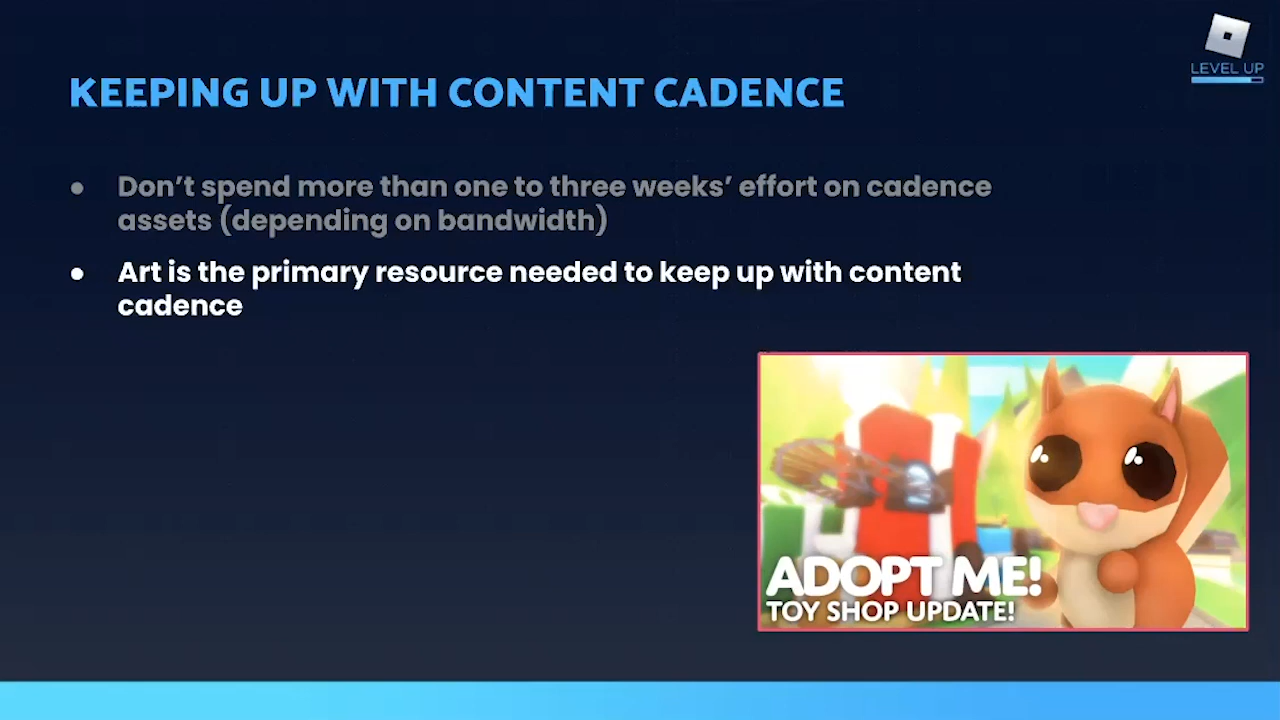 LEVEL UP
KEEPING UP WITH CONTENT CADENCE
● Don’t spend more than one to three weeks’ effort on cadence
assets (depending on bandwidth)
● Art is the primary resource needed to keep up with content
cadence
ADOPT ME!
TOY SHOP UPDATE!